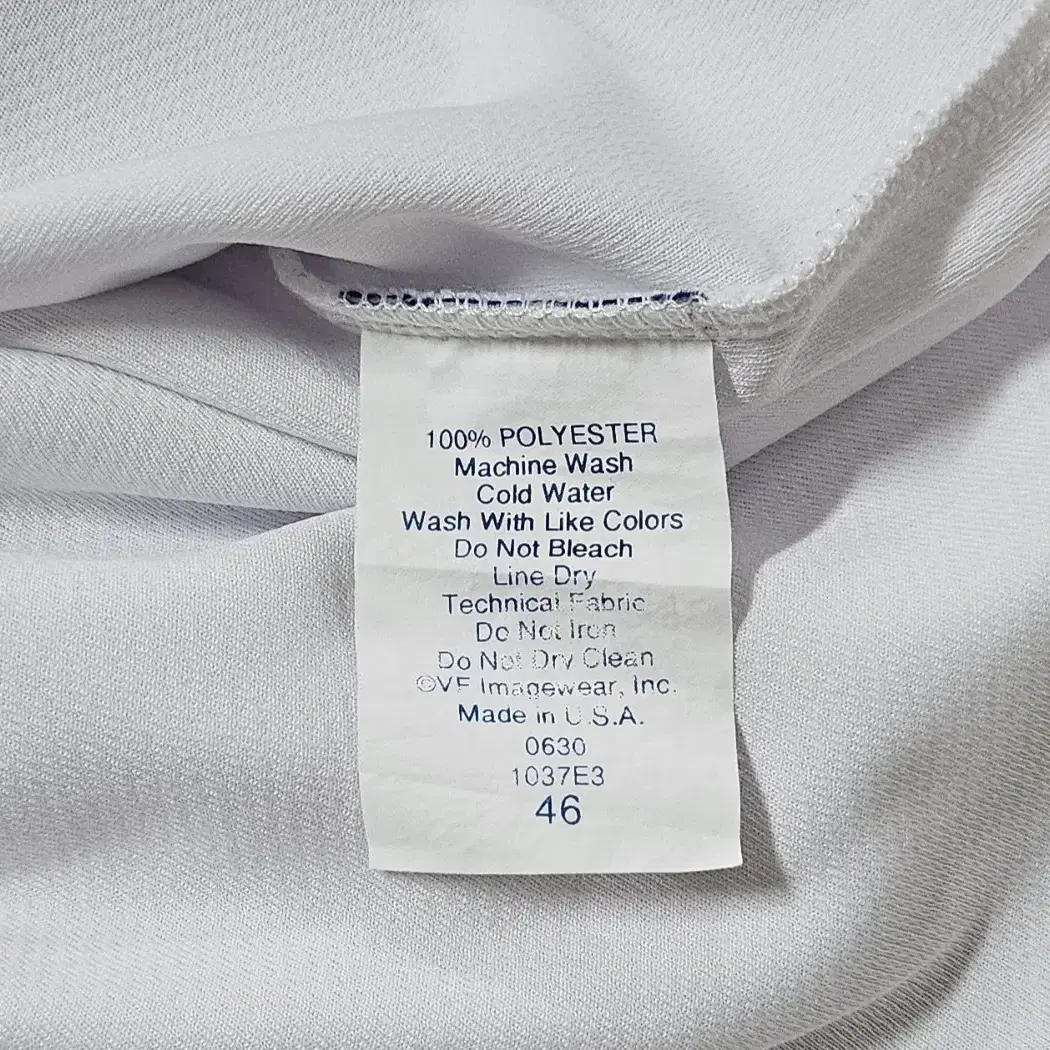 100% POLYESTER
Machine Wash
Cold Water
Wash With Like Colors
Do Not Bleach
Line Dry
Technical Fabric
Do Not Iron
Do Not Dry Clean
©VF Imagewear, Inc.
Made in U.S.A.
0630
1037E3
46